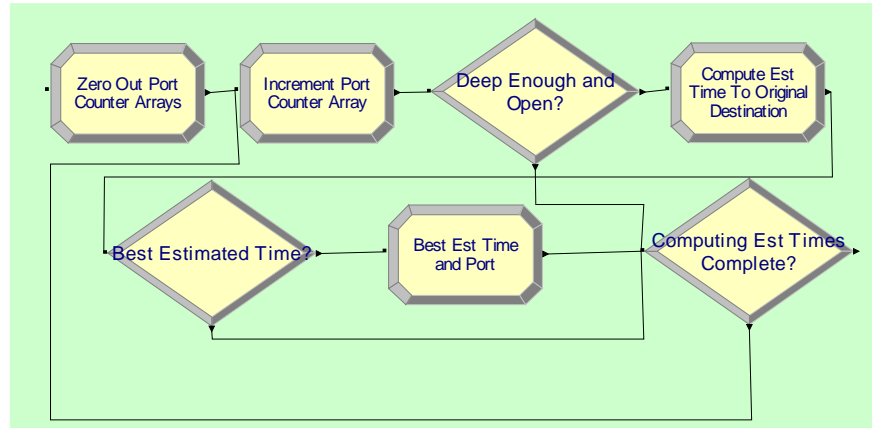 Zero Out Port
Counter Arrays
Increment Port
Counter Array
Deep Enough and
Open?
Compute Est
Time To Original
Destination
Best Estimated Time?
Best Est Time
and Port
Computing Est Times
Complete?